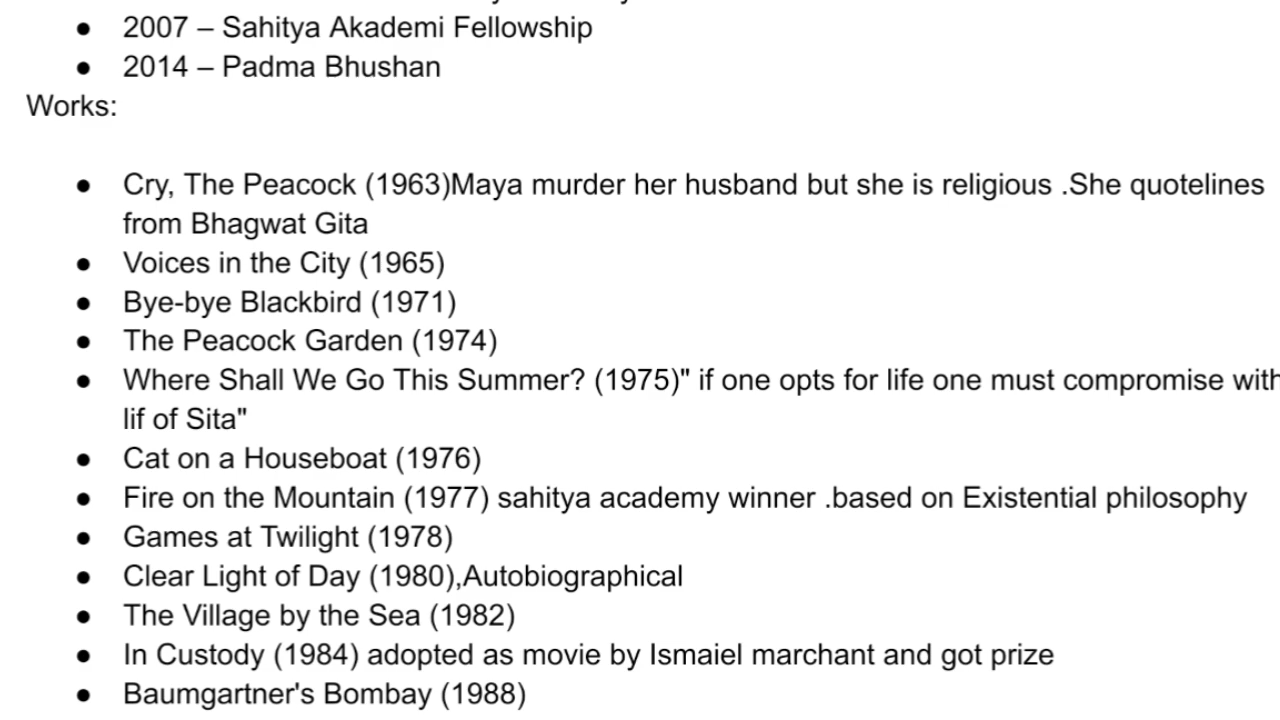 ● 2007 – Sahitya Akademi Fellowship
● 2014 – Padma Bhushan
Works:
● Cry, The Peacock (1963)Maya murder her husband but she is religious .She quotelines
from Bhagwat Gita
● Voices in the City (1965)
● Bye-bye Blackbird (1971)
● The Peacock Garden (1974)
● Where Shall We Go This Summer? (1975)" if one opts for life one must compromise with
lif of Sita"
● Cat on a Houseboat (1976)
● Fire on the Mountain (1977) sahitya academy winner .based on Existential philosophy
● Games at Twilight (1978)
● Clear Light of Day (1980),Autobiographical
● The Village by the Sea (1982)
● In Custody (1984) adopted as movie by Ismaiel marchant and got prize
● Baumgartner's Bombay (1988)